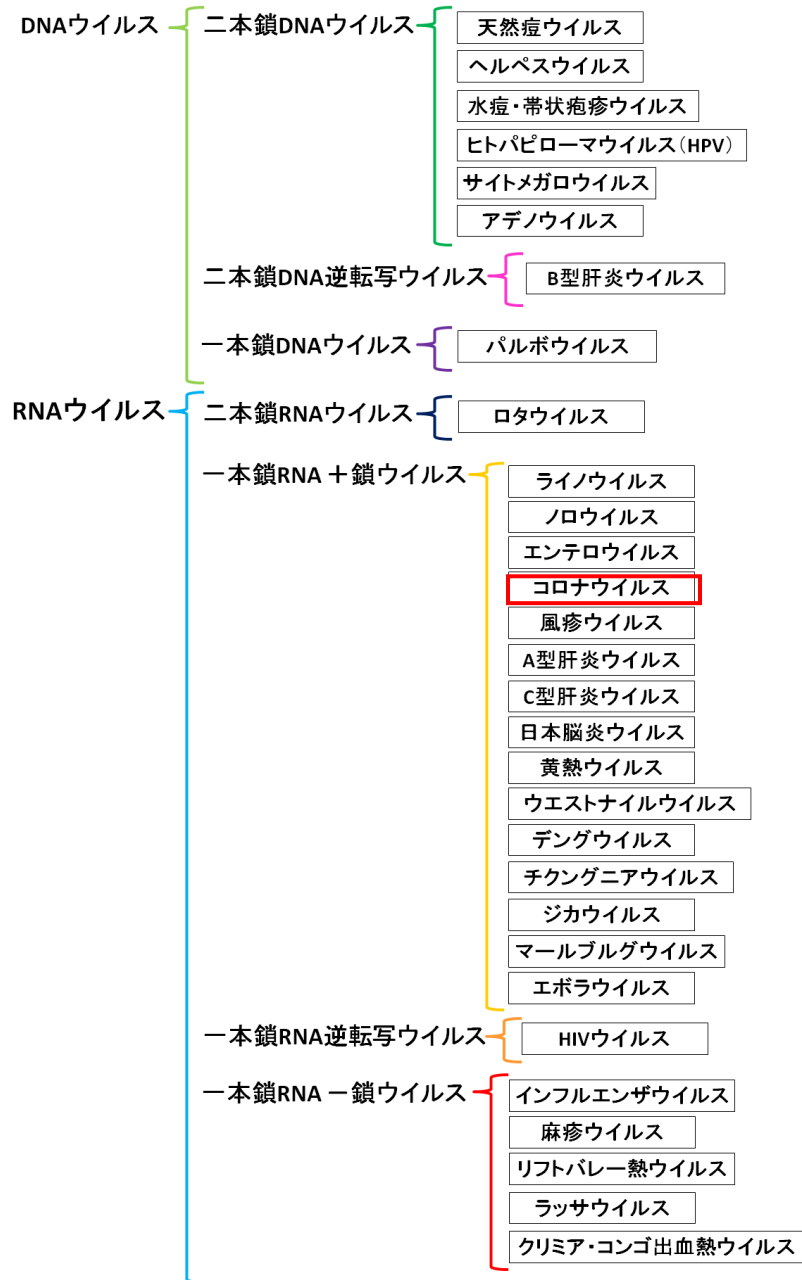 DNAウイルス
二本鎖DNAウイルス
天然痘ウイルス
ヘルペスウイルス
水痘・帯状疱疹ウイルス
ヒトパピローマウイルス（HPV）
サイトメガロウイルス
アデノウイルス
二本鎖DNA逆転写ウイルス
B型肝炎ウイルス
一本鎖DNAウイルス
パルボウイルス
RNAウイルス
二本鎖RNAウイルス
ロタウイルス
一本鎖RNA ＋鎖ウイルス
ライノウイルス
ノロウイルス
エンテロウイルス
コロナウイルス
風疹ウイルス
A型肝炎ウイルス
C型肝炎ウイルス
日本脳炎ウイルス
黄熱ウイルス
ウエストナイルウイルス
デングウイルス
チクングニアウイルス
ジカウイルス
マールブルグウイルス
エボラウイルス
一本鎖RNA逆転写ウイルス
HIVウイルス
一本鎖RNA －鎖ウイルス
インフルエンザウイルス
麻疹ウイルス
リフトバレー熱ウイルス
ラッサウイルス
クリミア・コンゴ出血熱ウイルス